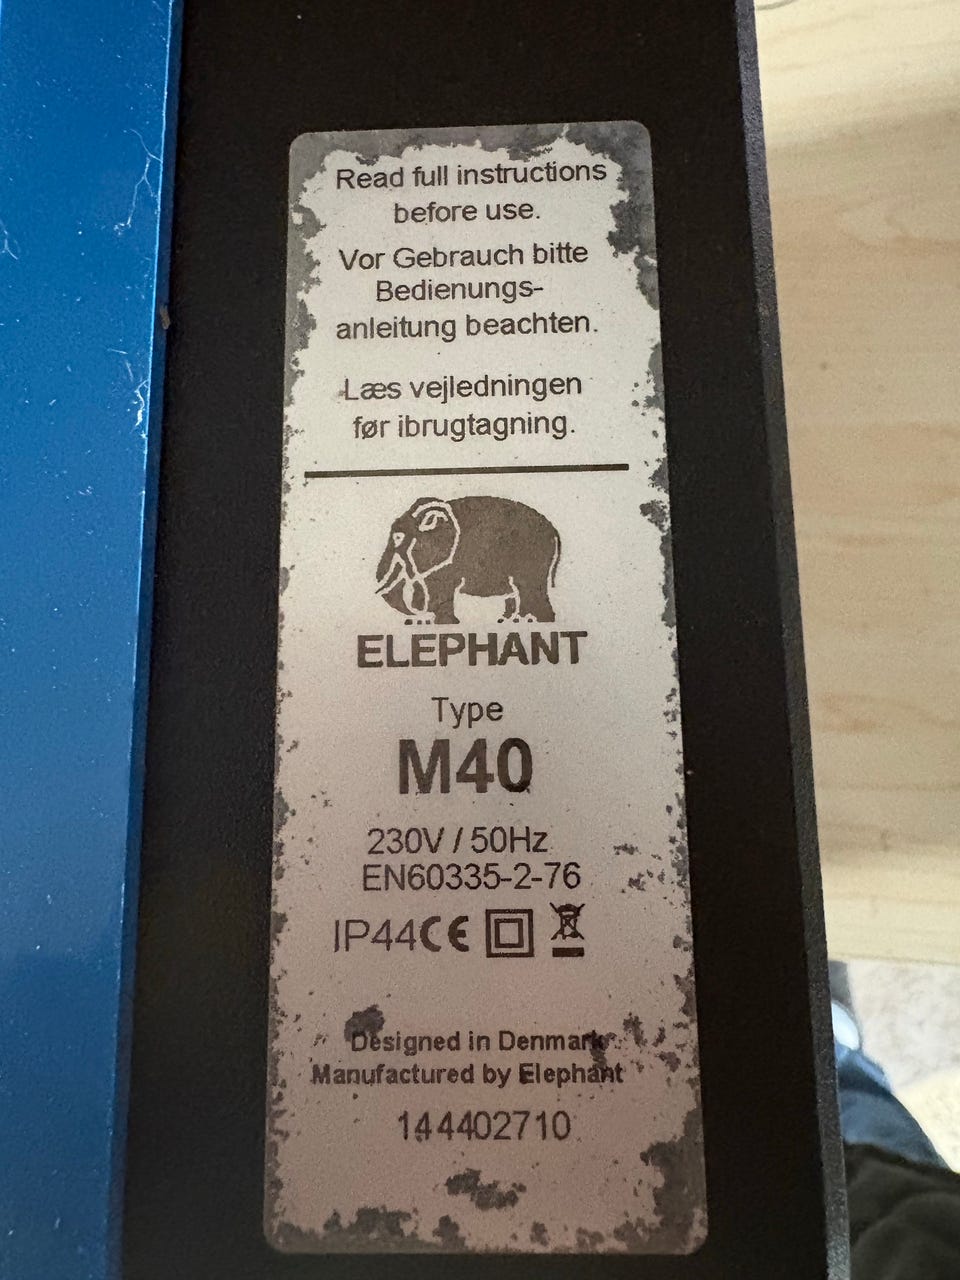 Read full instructions
before use.
Vor Gebrauch bitte
Bedienungs-
anleitung beachten.
Læs vejledningen
før ibrugtagning.
ELEPHANT
Type
M40
230V / 50Hz
EN60335-2-76
IP44 CE
Designed in Denmark
Manufactured by Elephant
144402710